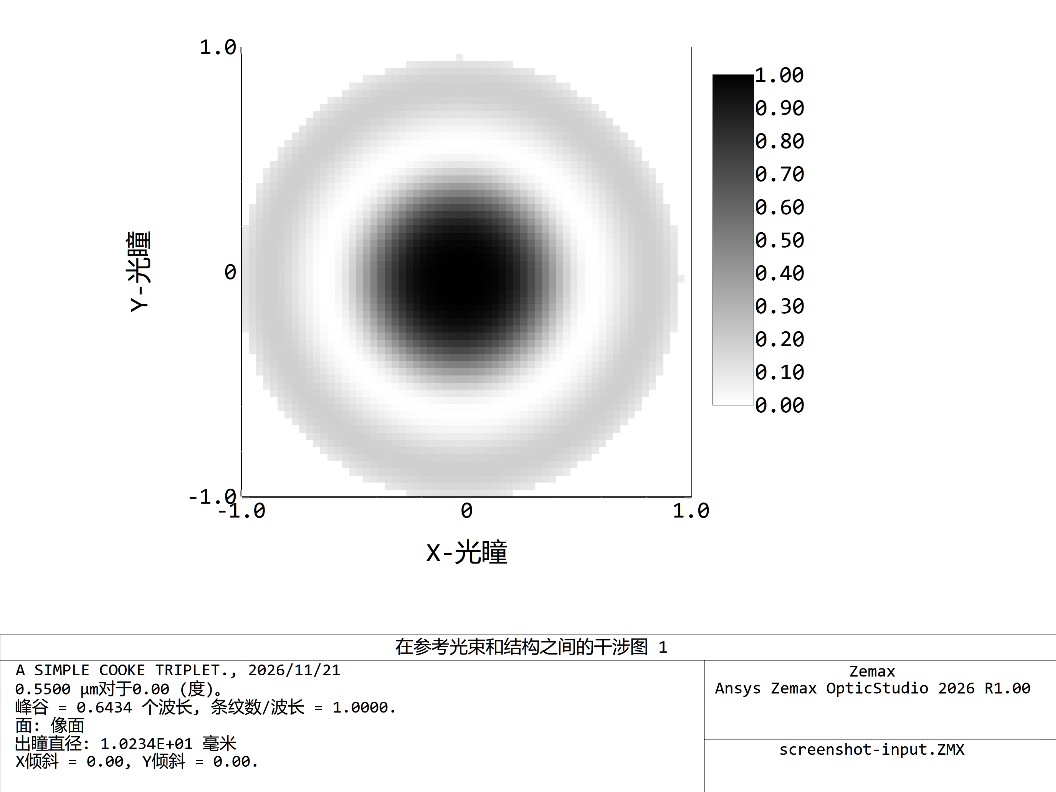 1.0
0
-1.0
Y-光瞳
-1.0
0
1.0
X-光瞳
1.00
0.90
0.80
0.70
0.60
0.50
0.40
0.30
0.20
0.10
0.00
在参考光束和结构之间的干涉图 1
A SIMPLE COOKE TRIPLET., 2026/11/21
0.5500 µm对于0.00 (度)。
峰谷 = 0.6434 个波长, 条纹数/波长 = 1.0000.
面: 像面
出瞳直径: 1.0234E+01 毫米
X倾斜 = 0.00, Y倾斜 = 0.00.
Zemax
Ansys Zemax OpticStudio 2026 R1.00
screenshot-input.ZMX